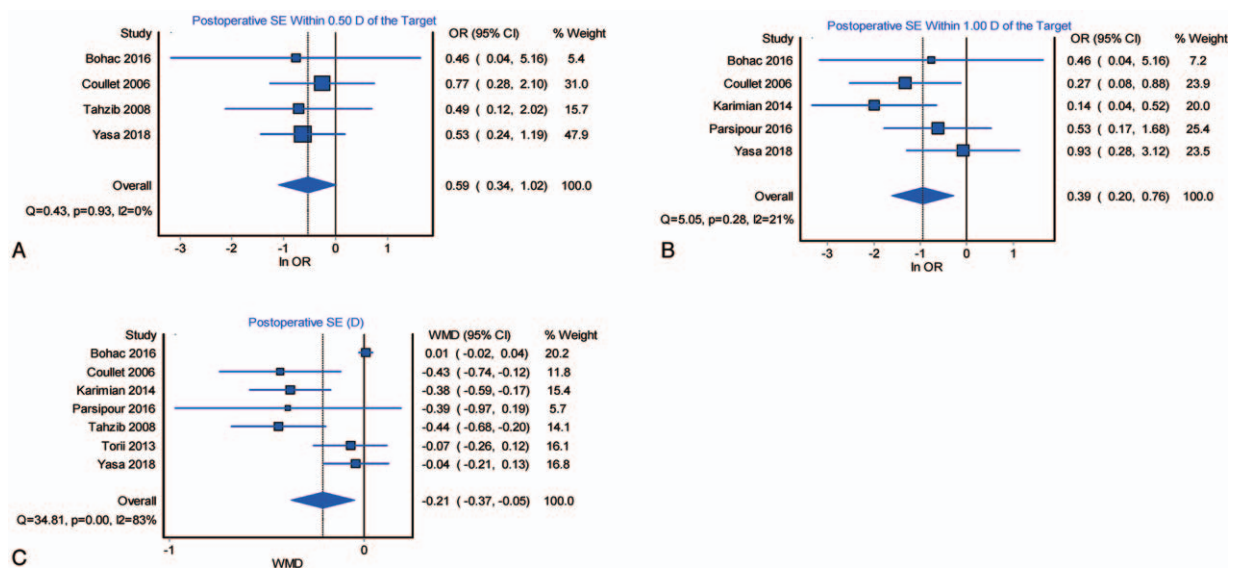 Postoperative SE Within 0.50 D of the Target
Study OR (95% CI) % Weight
Bohac 2016 0.46 ( 0.04, 5.16) 5.4
Coullet 2006 0.77 ( 0.28, 2.10) 31.0
Tahzib 2008 0.49 ( 0.12, 2.02) 15.7
Yasa 2018 0.53 ( 0.24, 1.19) 47.9
Overall 0.59 ( 0.34, 1.02) 100.0
Q=0.43, p=0.93, I2=0%
-3 -2 -1 0 1
A
ln OR
Postoperative SE Within 1.00 D of the Target
Study OR (95% CI) % Weight
Bohac 2016 0.46 ( 0.04, 5.16) 7.2
Coullet 2006 0.27 ( 0.08, 0.88) 23.9
Karimian 2014 0.14 ( 0.04, 0.52) 20.0
Parsipour 2016 0.53 ( 0.17, 1.68) 25.4
Yasa 2018 0.93 ( 0.28, 3.12) 23.5
Overall 0.39 ( 0.20, 0.76) 100.0
Q=5.05, p=0.28, I2=21%
-3 -2 -1 0 1
B
ln OR
Postoperative SE (D)
Study WMD (95% CI) % Weight
Bohac 2016 0.01 ( -0.02, 0.04) 20.2
Coullet 2006 -0.43 ( -0.74, -0.12) 11.8
Karimian 2014 -0.38 ( -0.59, -0.17) 15.4
Parsipour 2016 -0.39 ( -0.97, 0.19) 5.7
Tahzib 2008 -0.44 ( -0.68, -0.20) 14.1
Torii 2013 -0.07 ( -0.26, 0.12) 16.1
Yasa 2018 -0.04 ( -0.21, 0.13) 16.8
Overall -0.21 ( -0.37, -0.05) 100.0
Q=34.81, p=0.00, I2=83%
-1 0
C
WMD